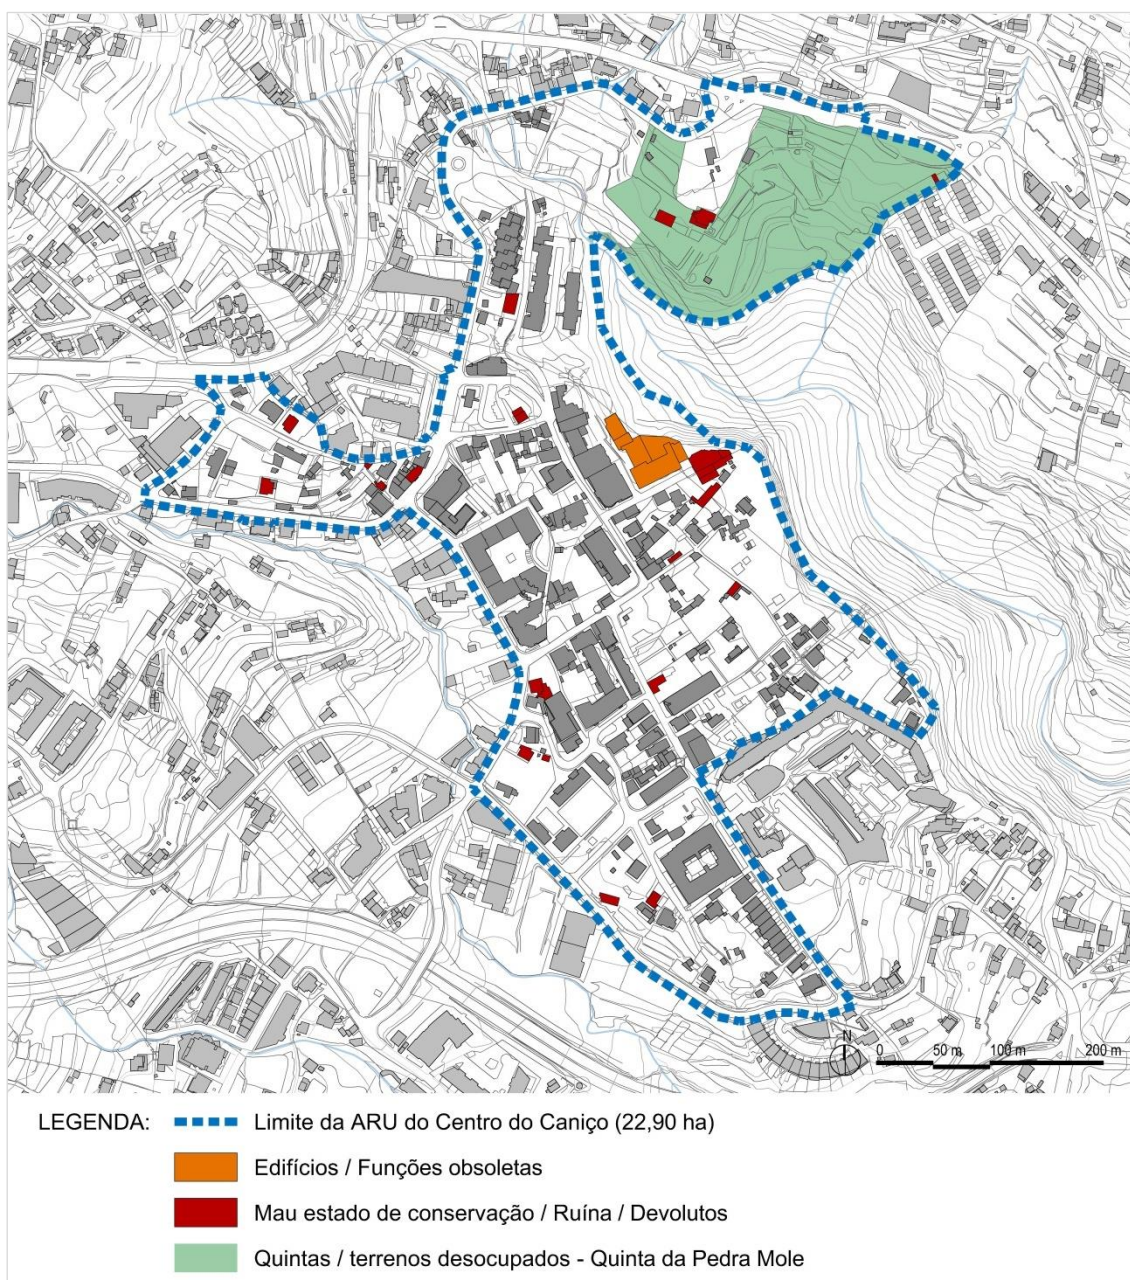 N
0 50 m 100 m 200 m
LEGENDA:
Limite da ARU do Centro do Caniço (22,90 ha)
Edifícios / Funções obsoletas
Mau estado de conservação / Ruína / Devolutos
Quintas / terrenos desocupados - Quinta da Pedra Mole